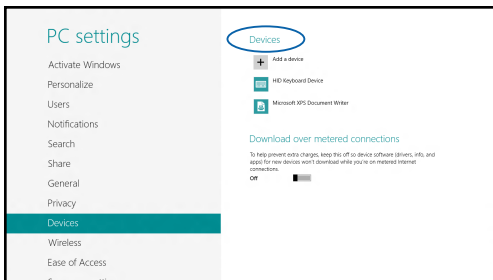 PC settings
Activate Windows
Personalize
Users
Notifications
Search
Share
General
Privacy
Devices
Wireless
Ease of Access
Devices
Add a device
HID Keyboard Device
Microsoft XPS Document Writer
Download over metered connections
To help prevent extra charges, keep this off so device software (drivers, info, and
apps) for new devices won't download while you're on metered Internet
connections.
Off